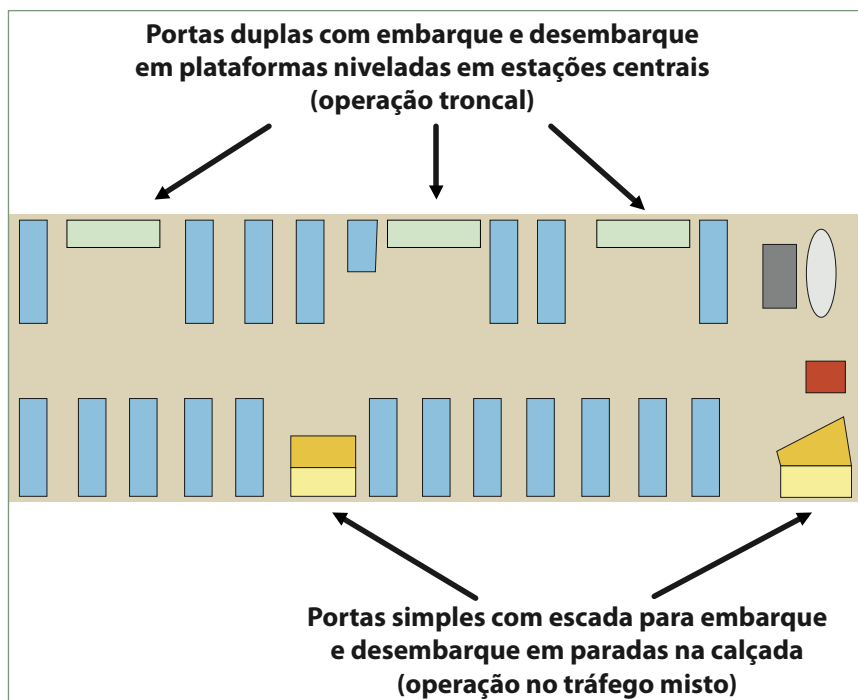 Portas duplas com embarque e desembarque
em plataformas niveladas em estações centrais
(operação troncal)
Portas simples com escada para embarque
e desembarque em paradas na calçada
(operação no tráfego misto)